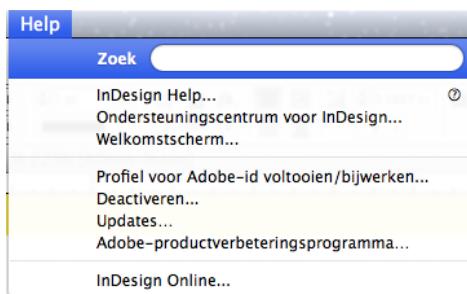 Help
Zoek
InDesign Help...
Ondersteuningscentrum voor InDesign...
Welkomstscherm...
Profiel voor Adobe-id voltooien/bijwerken...
Deactiveren...
Updates...
Adobe-productverbeteringsprogramma...
InDesign Online...